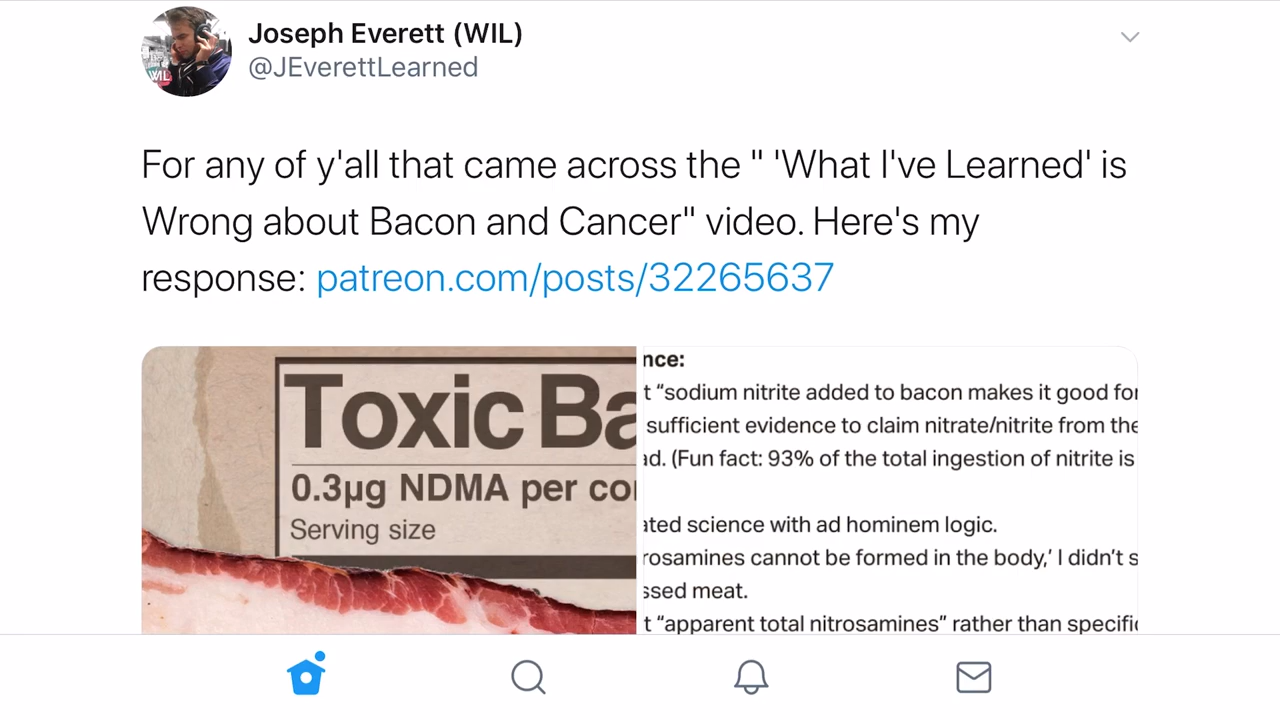 Joseph Everett (WIL)
@JEverettLearned
For any of y'all that came across the " 'What I've Learned' is
Wrong about Bacon and Cancer" video. Here's my
response: patreon.com/posts/32265637
Toxic Ba
0.3µg NDMA per co
Serving size
nce:
t “sodium nitrite added to bacon makes it good for
sufficient evidence to claim nitrate/nitrite from the
ad. (Fun fact: 93% of the total ingestion of nitrite is
ated science with ad hominem logic.
rosamines cannot be formed in the body,’ I didn’t s
ssed meat.
t “apparent total nitrosamines” rather than specific
WIL